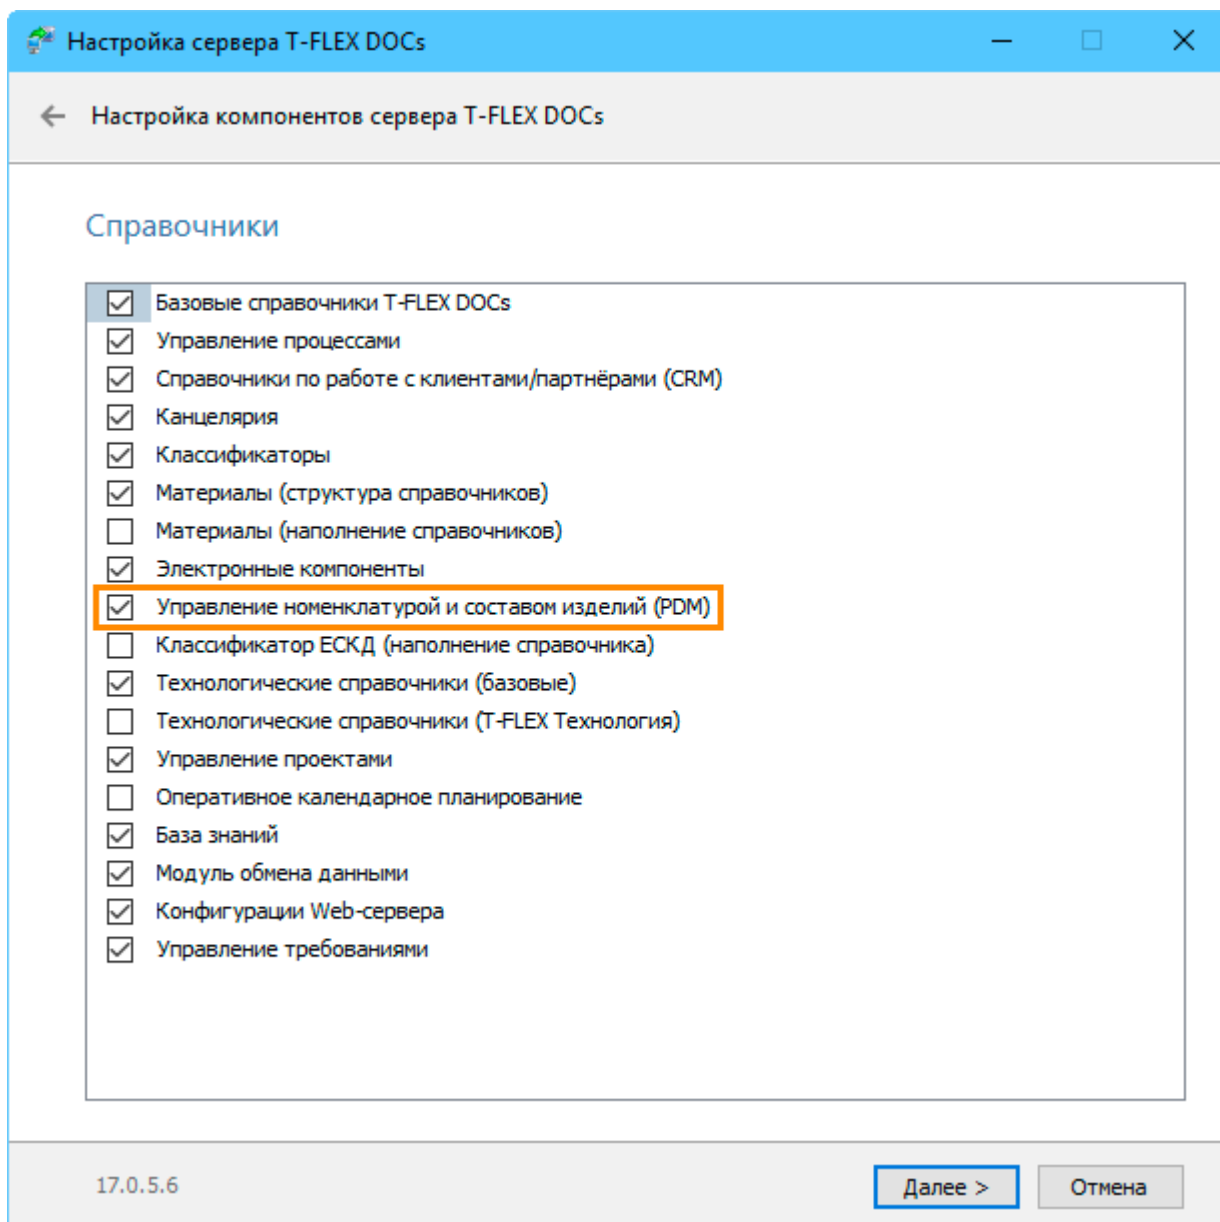 Настройка сервера T-FLEX DOCs
Настройка компонентов сервера T-FLEX DOCs
Справочники
Базовые справочники T-FLEX DOCs
Управление процессами
Справочники по работе с клиентами/партнёрами (CRM)
Канцелярия
Классификаторы
Материалы (структура справочников)
Материалы (наполнение справочников)
Электронные компоненты
Управление номенклатурой и составом изделий (PDM)
Классификатор ЕСКД (наполнение справочника)
Технологические справочники (базовые)
Технологические справочники (T-FLEX Технология)
Управление проектами
Оперативное календарное планирование
База знаний
Модуль обмена данными
Конфигурации Web-сервера
Управление требованиями
17.0.5.6
Далее >
Отмена